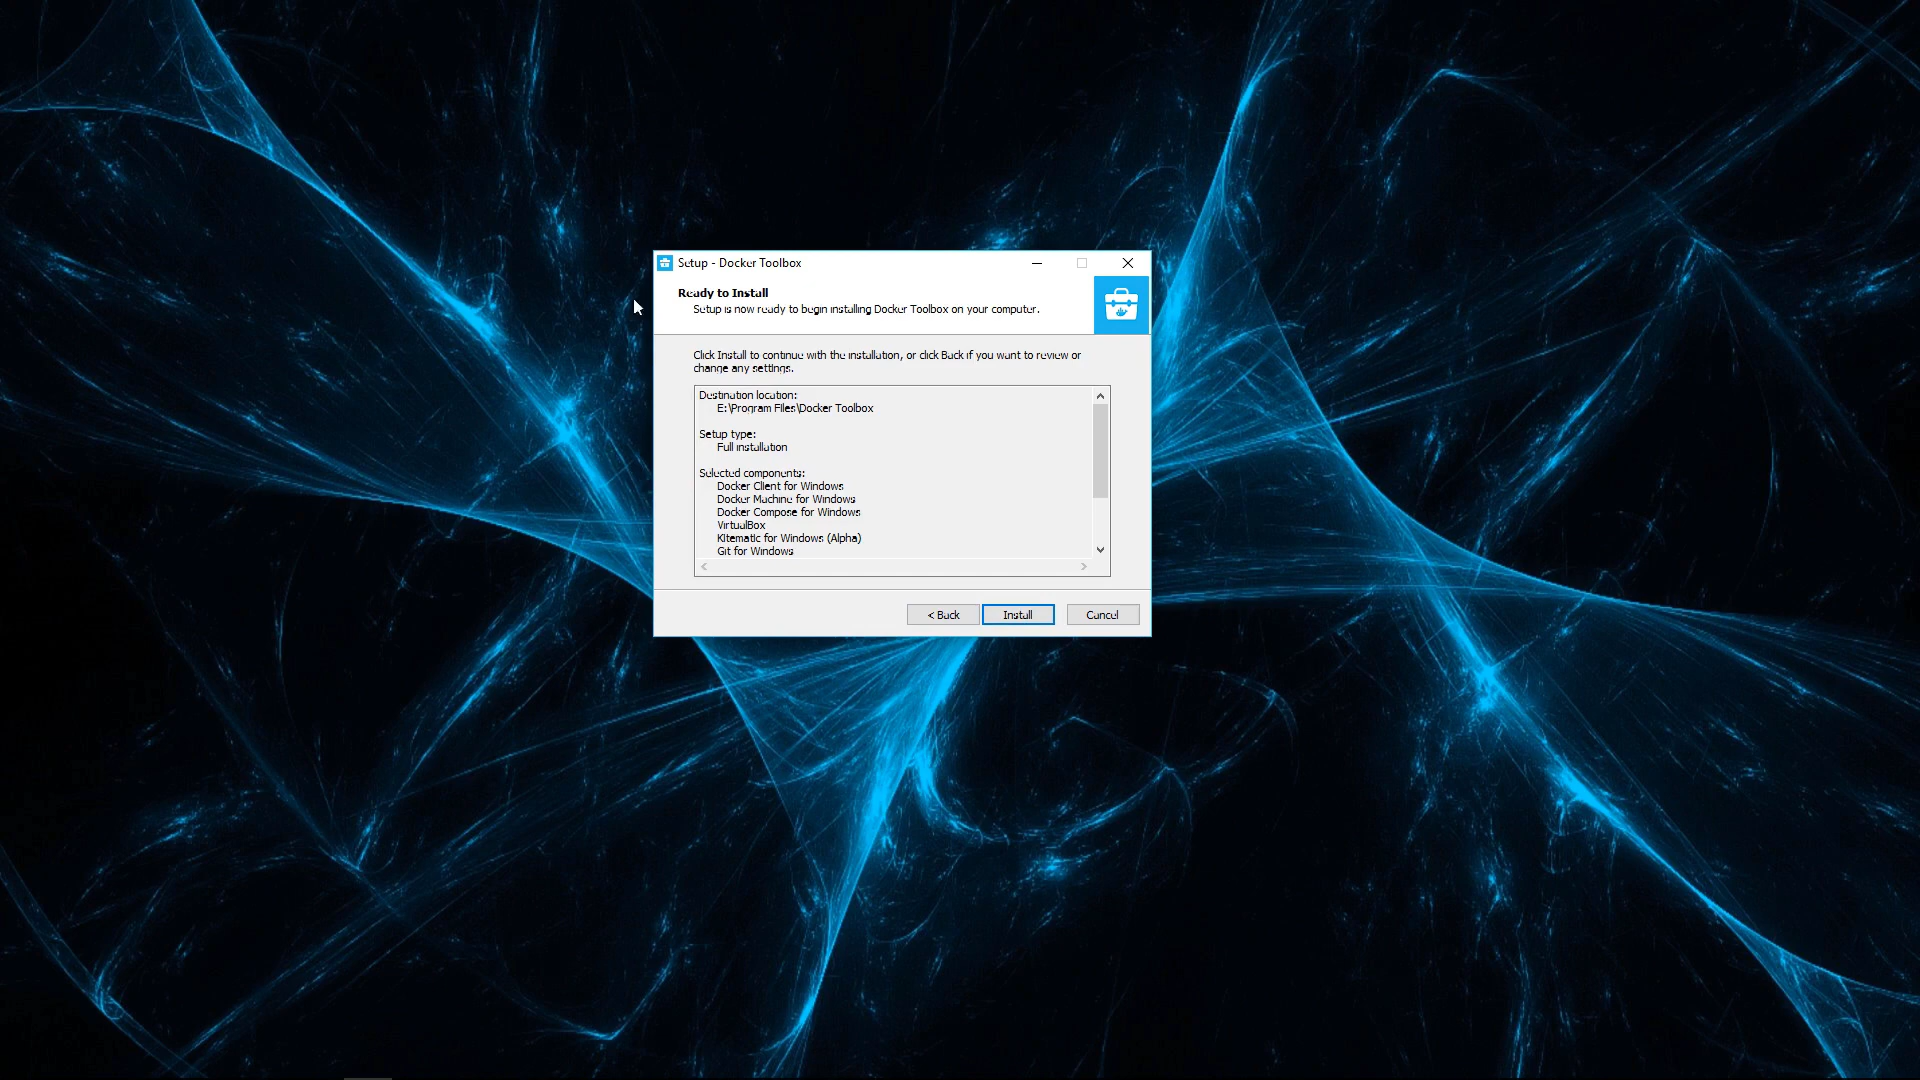 Setup - Docker Toolbox
Ready to Install
Setup is now ready to begin installing Docker Toolbox on your computer.
Click Install to continue with the installation, or click Back if you want to review or
change any settings.
Destination location:
E:\Program Files\Docker Toolbox
Setup type:
Full installation
Selected components:
Docker Client for Windows
Docker Machine for Windows
Docker Compose for Windows
VirtualBox
Kitematic for Windows (Alpha)
Git for Windows
< Back
Install
Cancel